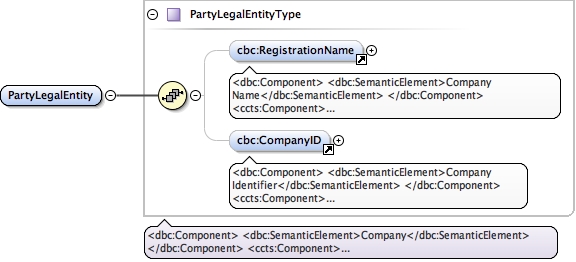 PartyLegalEntityType
cbc:RegistrationName
<dbc:Component> <dbc:SemanticElement>Company
Name</dbc:SemanticElement> </dbc:Component>
<ccts:Component>...
PartyLegalEntity
cbc:CompanyID
<dbc:Component> <dbc:SemanticElement>Company
Identifier</dbc:SemanticElement> </dbc:Component>
<ccts:Component>...
<dbc:Component> <dbc:SemanticElement>Company</dbc:SemanticElement>
</dbc:Component> <ccts:Component>...